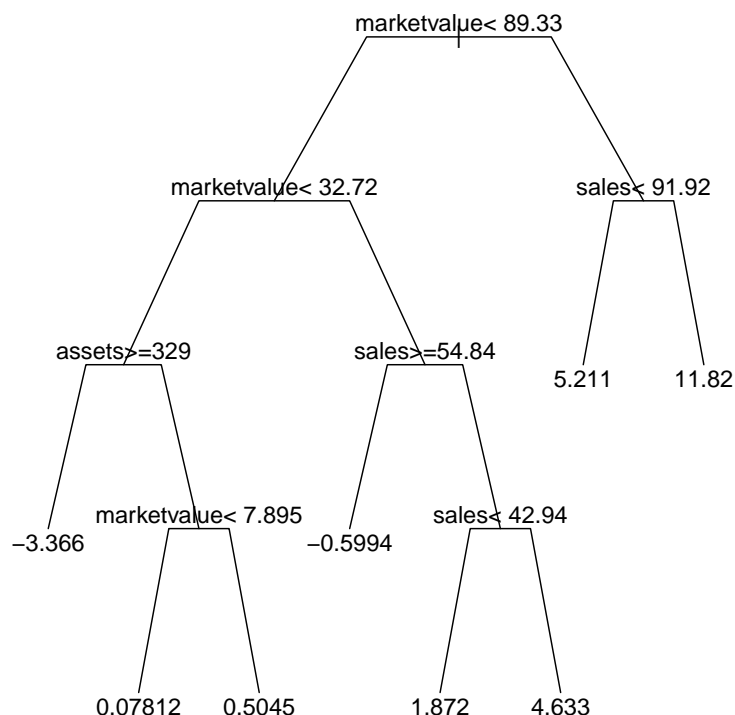 marketvalue< 89.33
marketvalue< 32.72
sales< 91.92
assets>=329
sales>=54.84
5.211
11.82
−3.366
marketvalue< 7.895
−0.5994
sales< 42.94
0.07812
0.5045
1.872
4.633